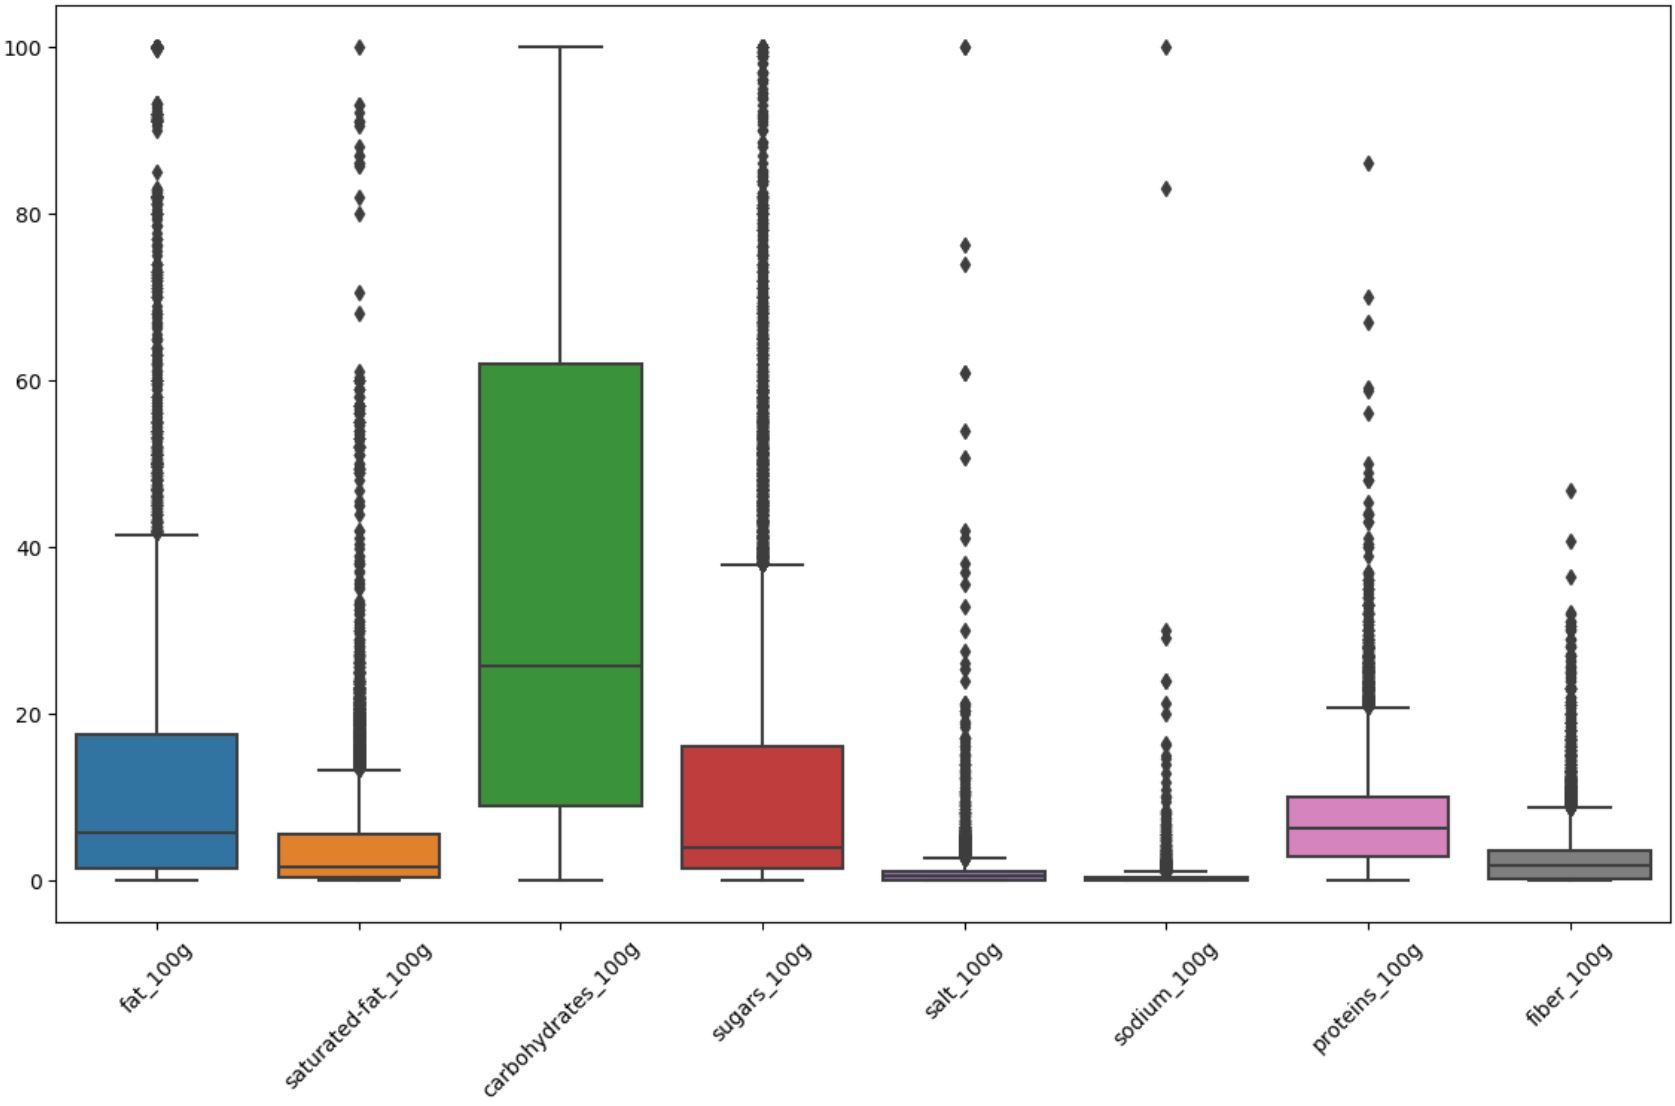 100
80
60
40
20
0
fat_100g
saturated-fat_100g
carbohydrates_100g
sugars_100g
salt_100g
sodium_100g
proteins_100g
fiber_100g